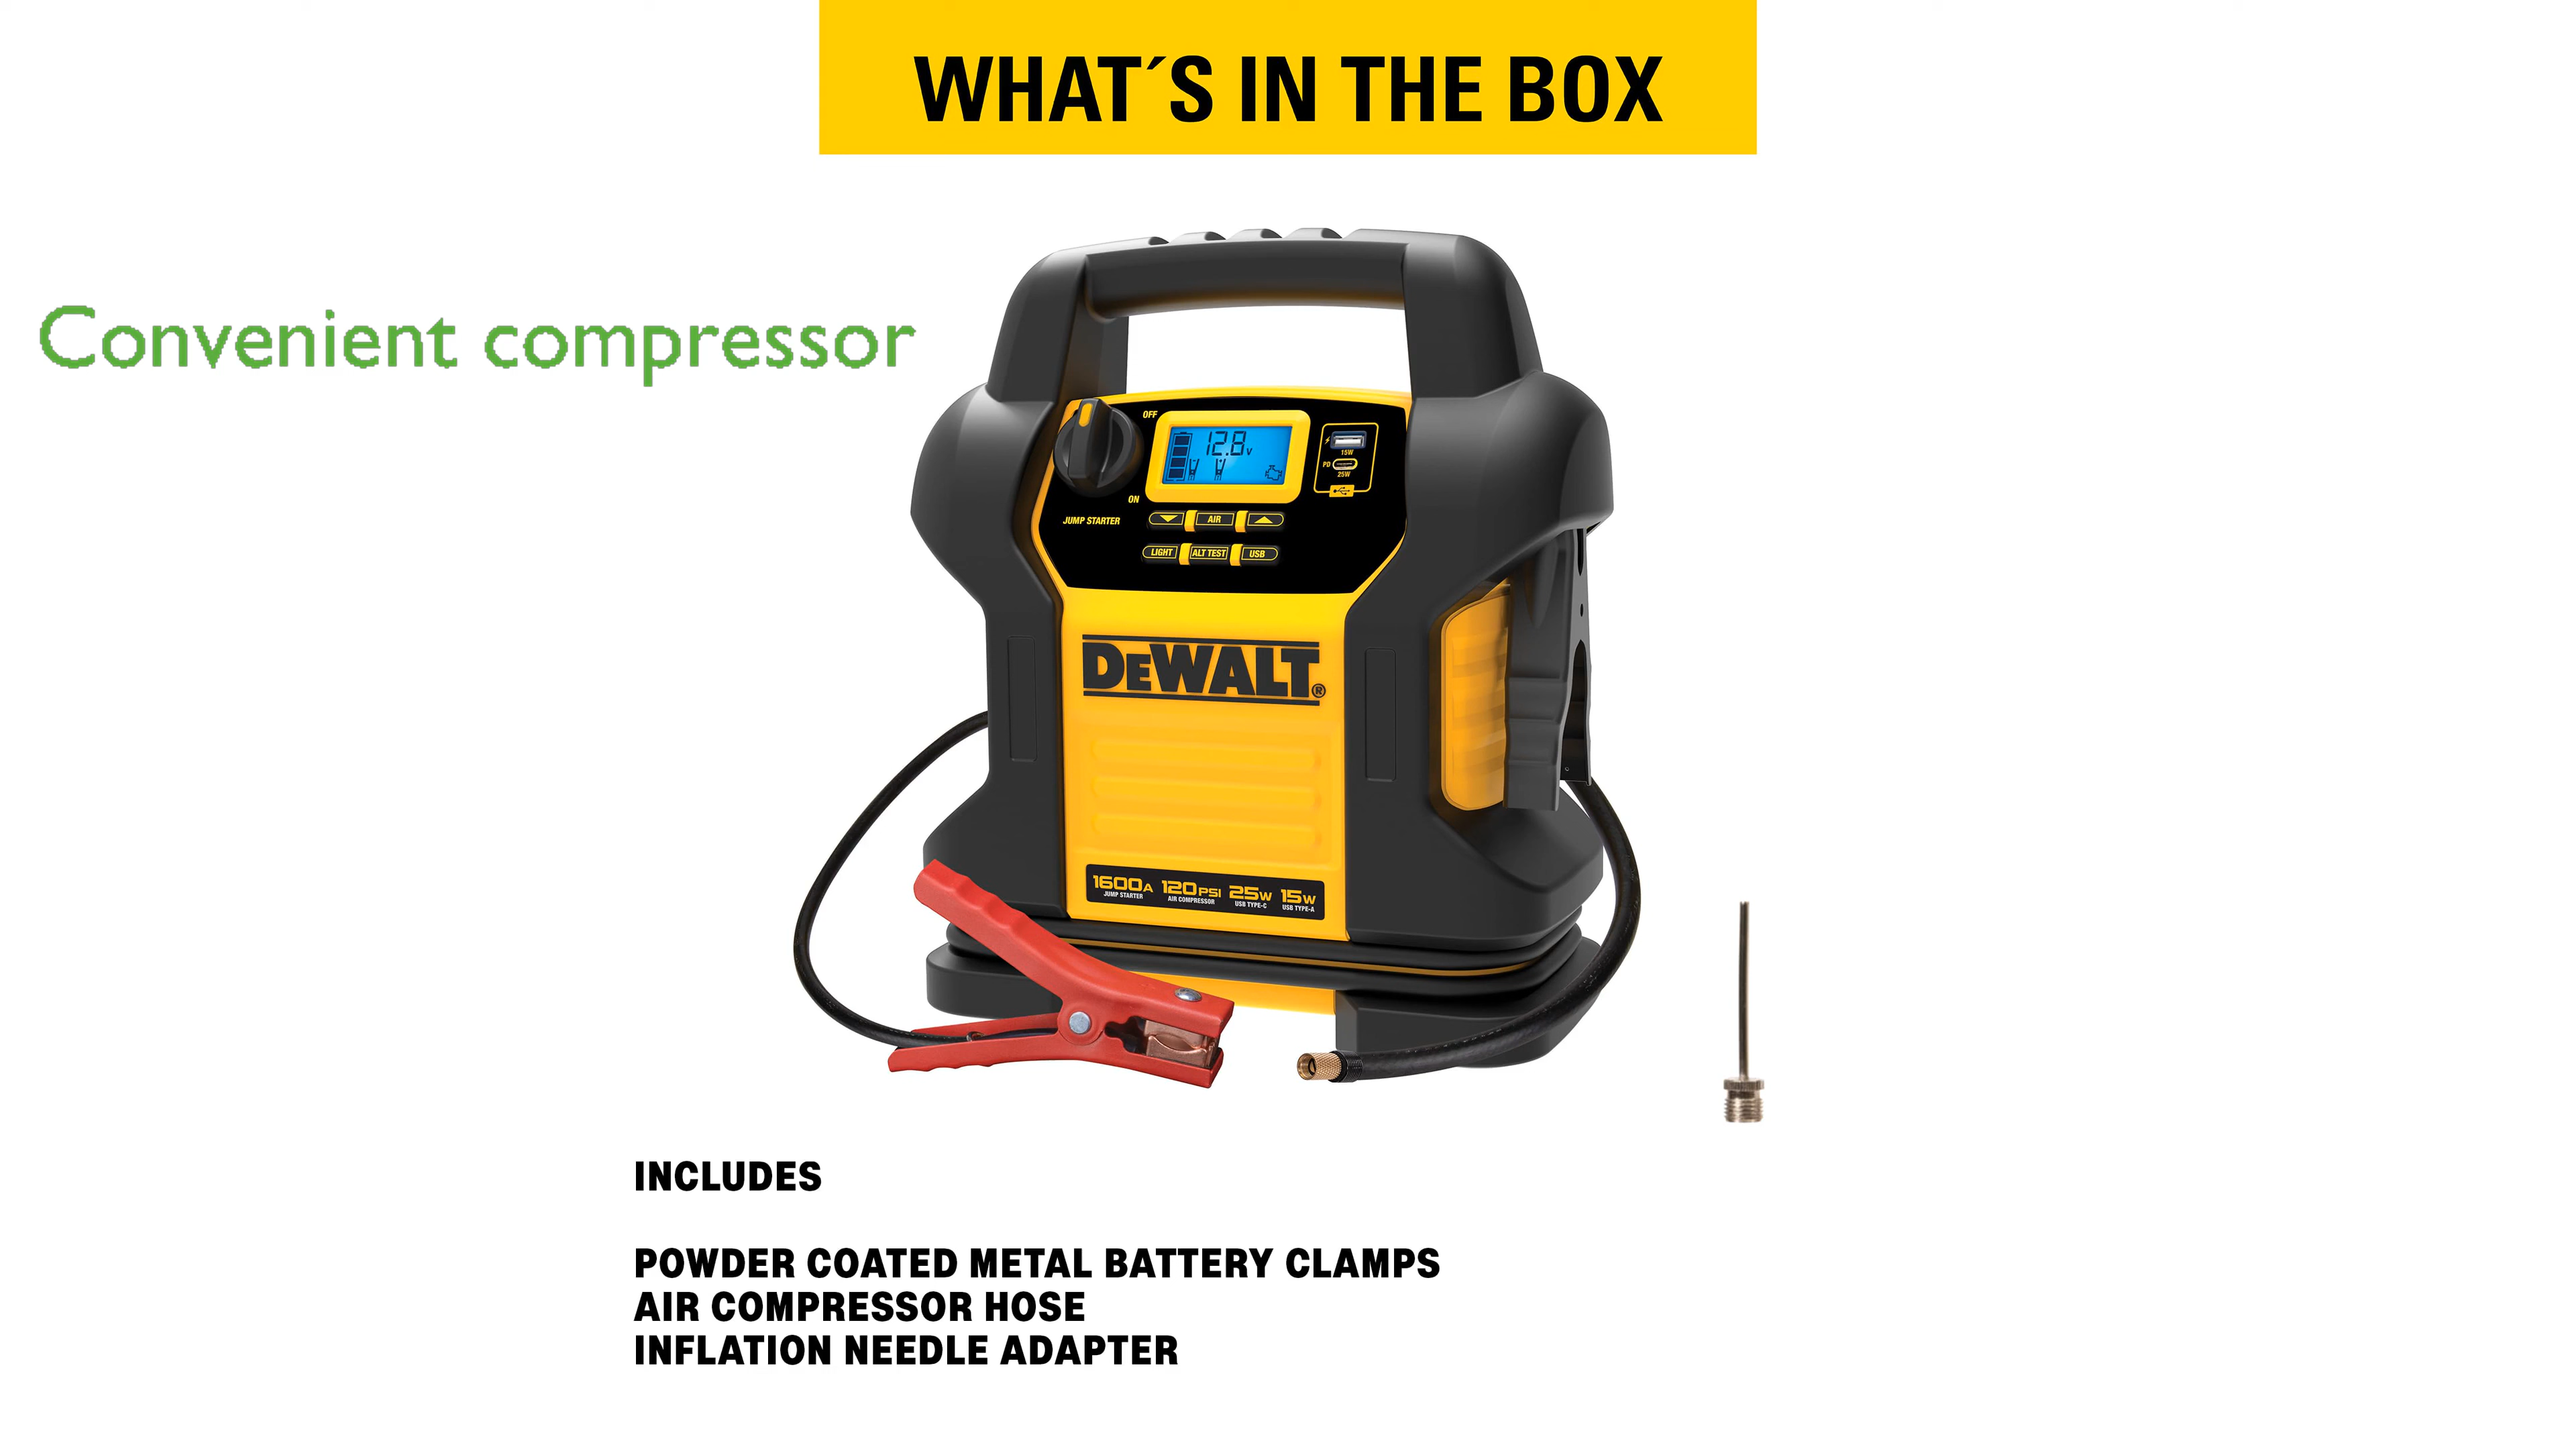 WHAT´S IN THE BOX
Convenient compressor
OFF
12.8v
15W
PD
25W
ON
JUMP STARTER
AIR
LIGHT ALT TEST USB
DEWALT®
1600A 120PSI 25W 15W
JUMP STARTER AIR COMPRESSOR USB TYPE-C USB TYPE-A
INCLUDES
POWDER COATED METAL BATTERY CLAMPS
AIR COMPRESSOR HOSE
INFLATION NEEDLE ADAPTER